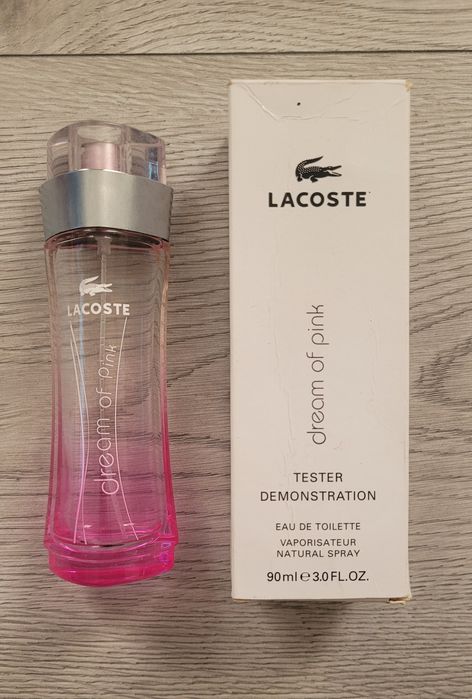 LACOSTE
dream of pink
LACOSTE
dream of pink
TESTER
DEMONSTRATION
EAU DE TOILETTE
VAPORISATEUR
NATURAL SPRAY
90ml ℮ 3.0 FL.OZ.